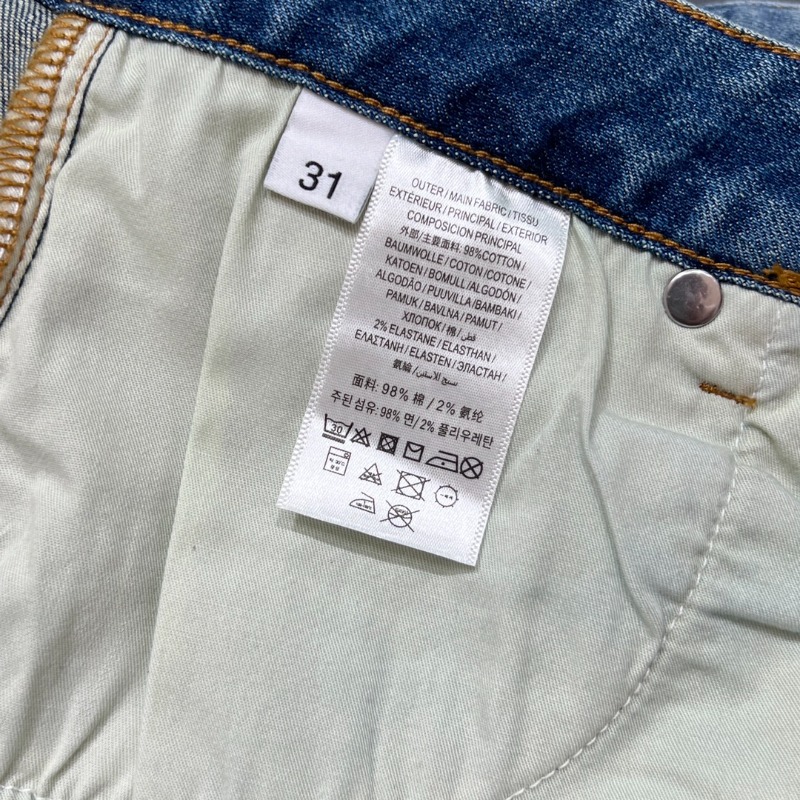 31
OUTER / MAIN FABRIC / TISSU
EXTÉRIEUR / PRINCIPAL / EXTERIOR
COMPOSICION PRINCIPAL
外部/主要面料: 98%COTTON /
BAUMWOLLE / COTON / COTONE /
KATOEN / BOMULL / ALGODÓN /
ALGODÃO / PUUVILLA / BAMBAKI /
PAMUK / BAVLNA / PAMUT /
ХЛОПОК / 棉 / قطن
2% ELASTANE / ELASTHAN /
ΕΛΑΣΤΑΝΗ / ELASTEN / ЭЛАСТАН /
氨綸 /
面料: 98% 棉 / 2% 氨纶
주된 섬유: 98% 면/ 2% 폴리우레탄
30